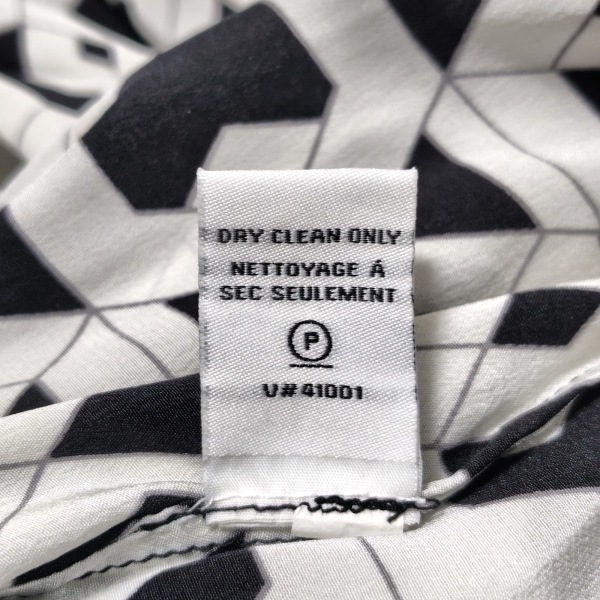 DRY CLEAN ONLY
NETTOYAGE Á
SEC SEULEMENT
P
V# 41001